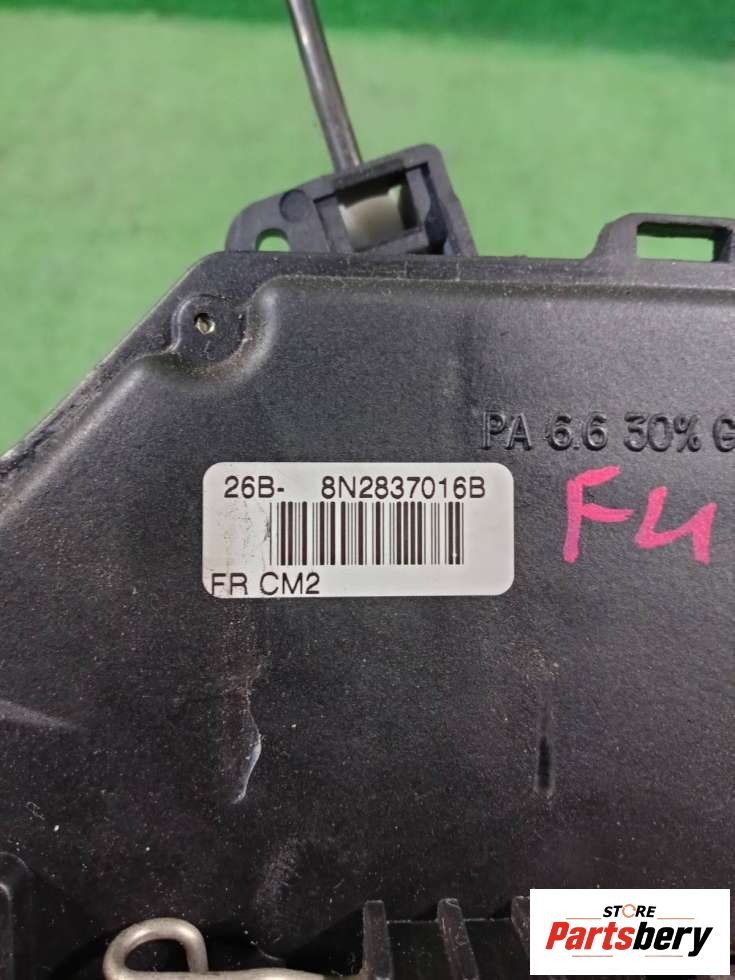 PA 6.6 30% G
26B- 8N2837016B
F4
FR CM2
STORE
Partsbery